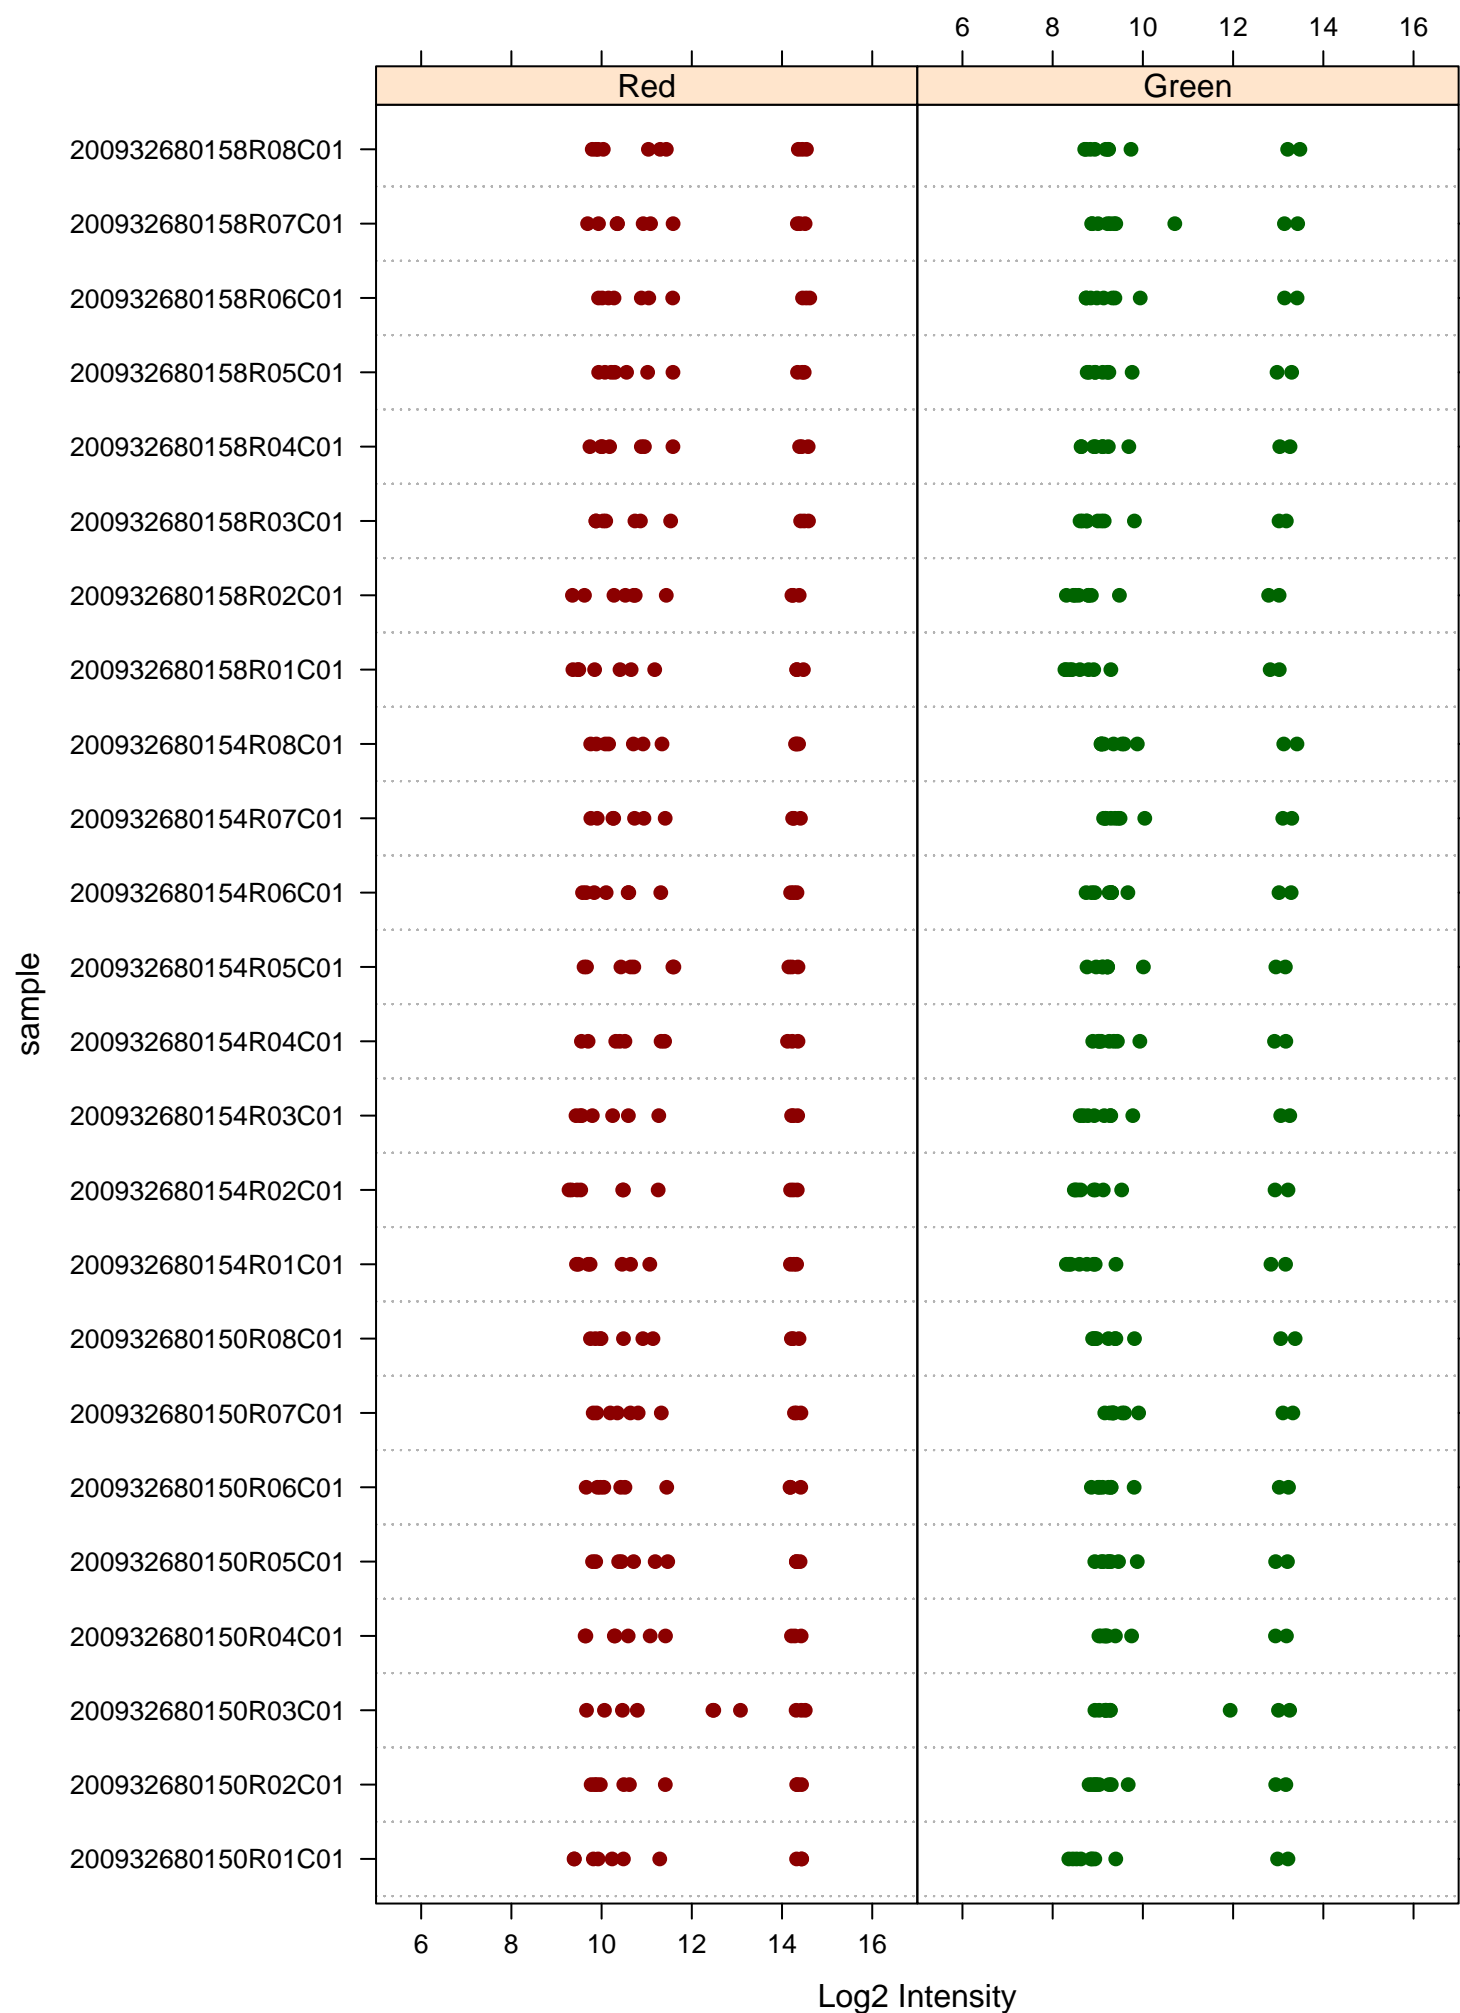 6 8 10 12 14 16
Red Green
200932680158R08C01
200932680158R07C01
200932680158R06C01
200932680158R05C01
200932680158R04C01
200932680158R03C01
200932680158R02C01
200932680158R01C01
200932680154R08C01
200932680154R07C01
200932680154R06C01
200932680154R05C01
200932680154R04C01
200932680154R03C01
200932680154R02C01
200932680154R01C01
200932680150R08C01
200932680150R07C01
200932680150R06C01
200932680150R05C01
200932680150R04C01
200932680150R03C01
200932680150R02C01
200932680150R01C01
sample
6 8 10 12 14 16
Log2 Intensity